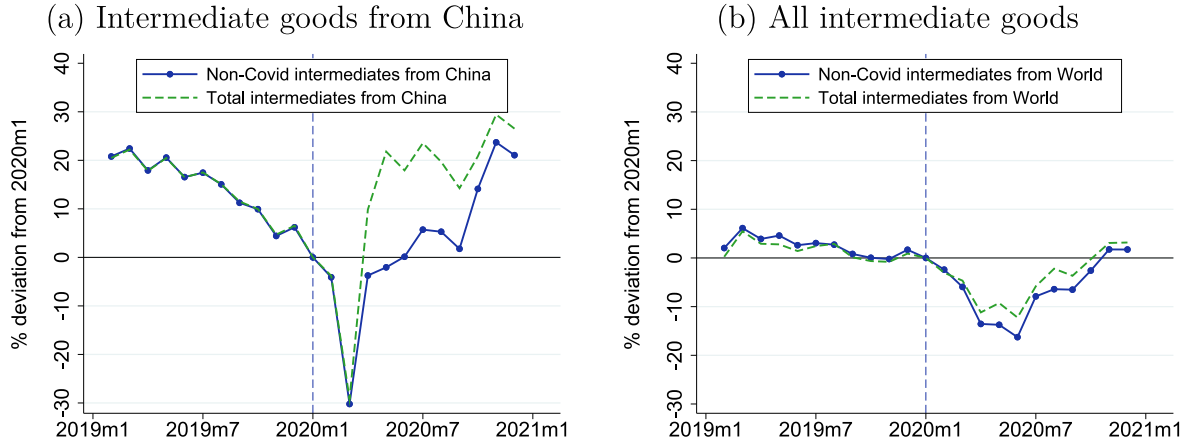 (a) Intermediate goods from China
Non-Covid intermediates from China
Total intermediates from China
% deviation from 2020m1
40
30
20
10
0
-10
-20
-30
2019m1 2019m7 2020m1 2020m7 2021m1
(b) All intermediate goods
Non-Covid intermediates from World
Total intermediates from World
% deviation from 2020m1
40
30
20
10
0
-10
-20
-30
2019m1 2019m7 2020m1 2020m7 2021m1